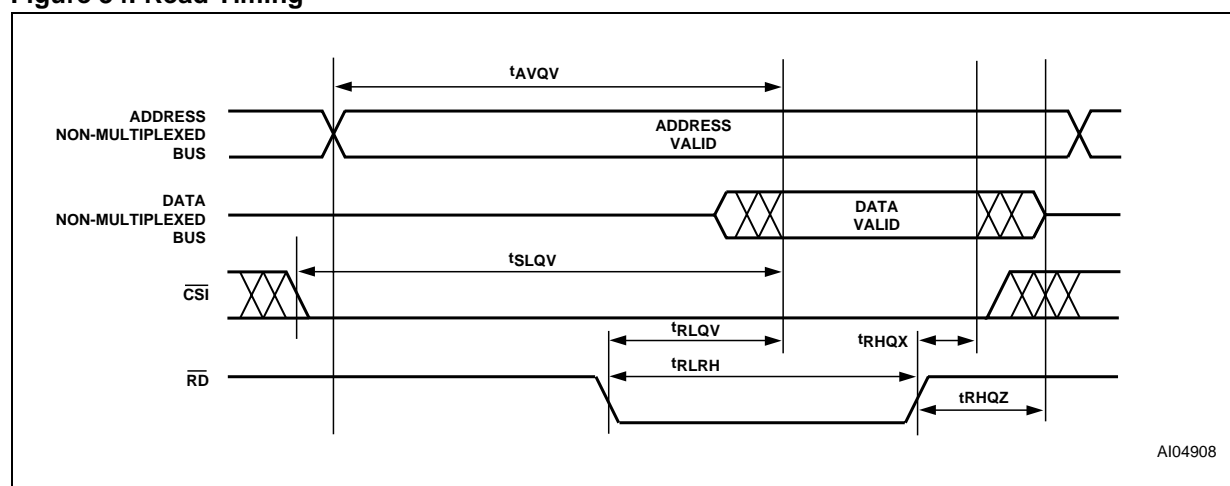 Figure 34. Read Timing
tAVQV
ADDRESS
NON-MULTIPLEXED
BUS
ADDRESS
VALID
DATA
NON-MULTIPLEXED
BUS
DATA
VALID
tSLQV
CSI
tRLQV
tRHQX
tRLRH
RD
tRHQZ
AI04908